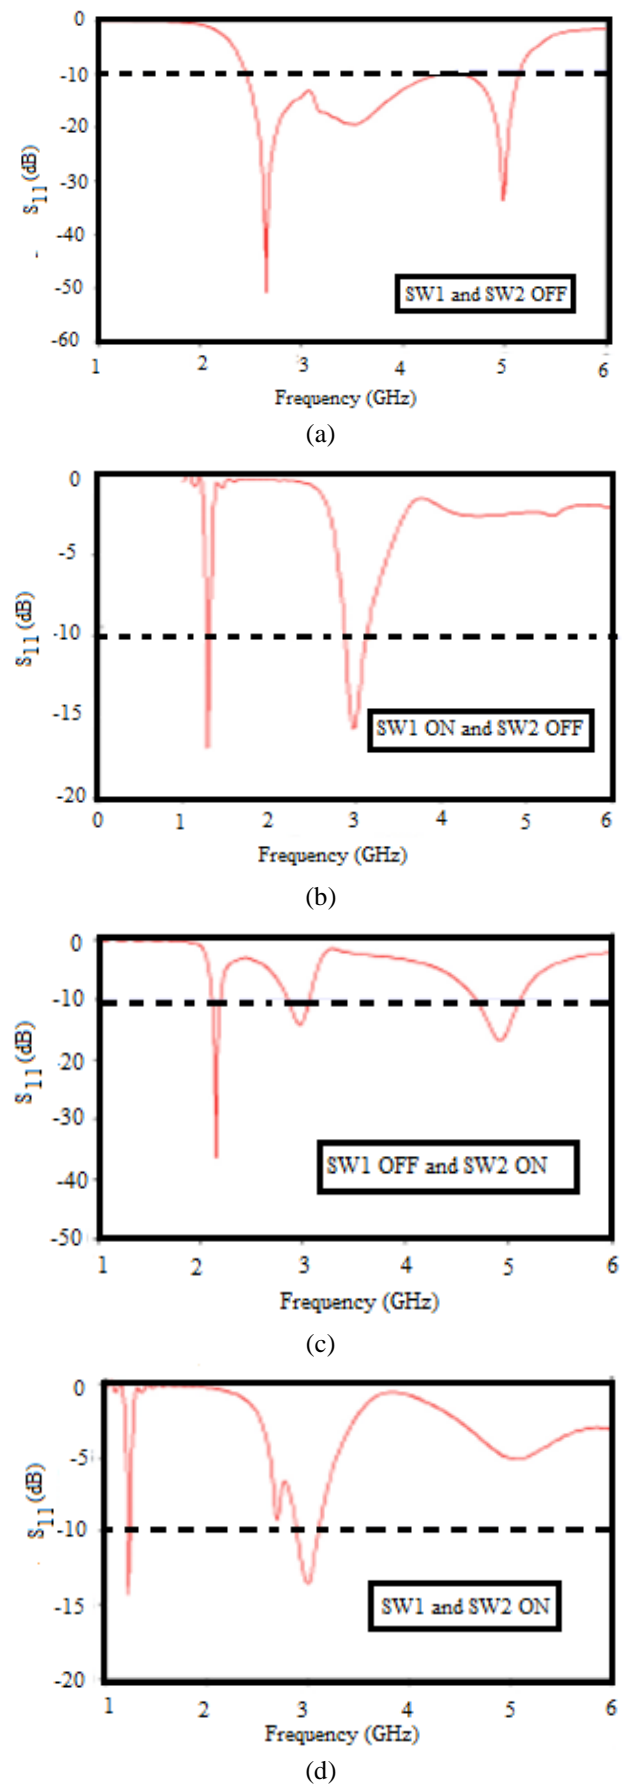 0
-10
-20
-30
-40
-50
-60
S11(dB)
SW1 and SW2 OFF
1 2 3 4 5 6
Frequency (GHz)
(a)
0
-5
-10
-15
-20
S11(dB)
SW1 ON and SW2 OFF
0 1 2 3 4 5 6
Frequency (GHz)
(b)
0
-10
-20
-30
-40
-50
S11(dB)
SW1 OFF and SW2 ON
1 2 3 4 5 6
Frequency (GHz)
(c)
0
-5
-10
-15
-20
S11(dB)
SW1 and SW2 ON
1 2 3 4 5 6
Frequency (GHz)
(d)